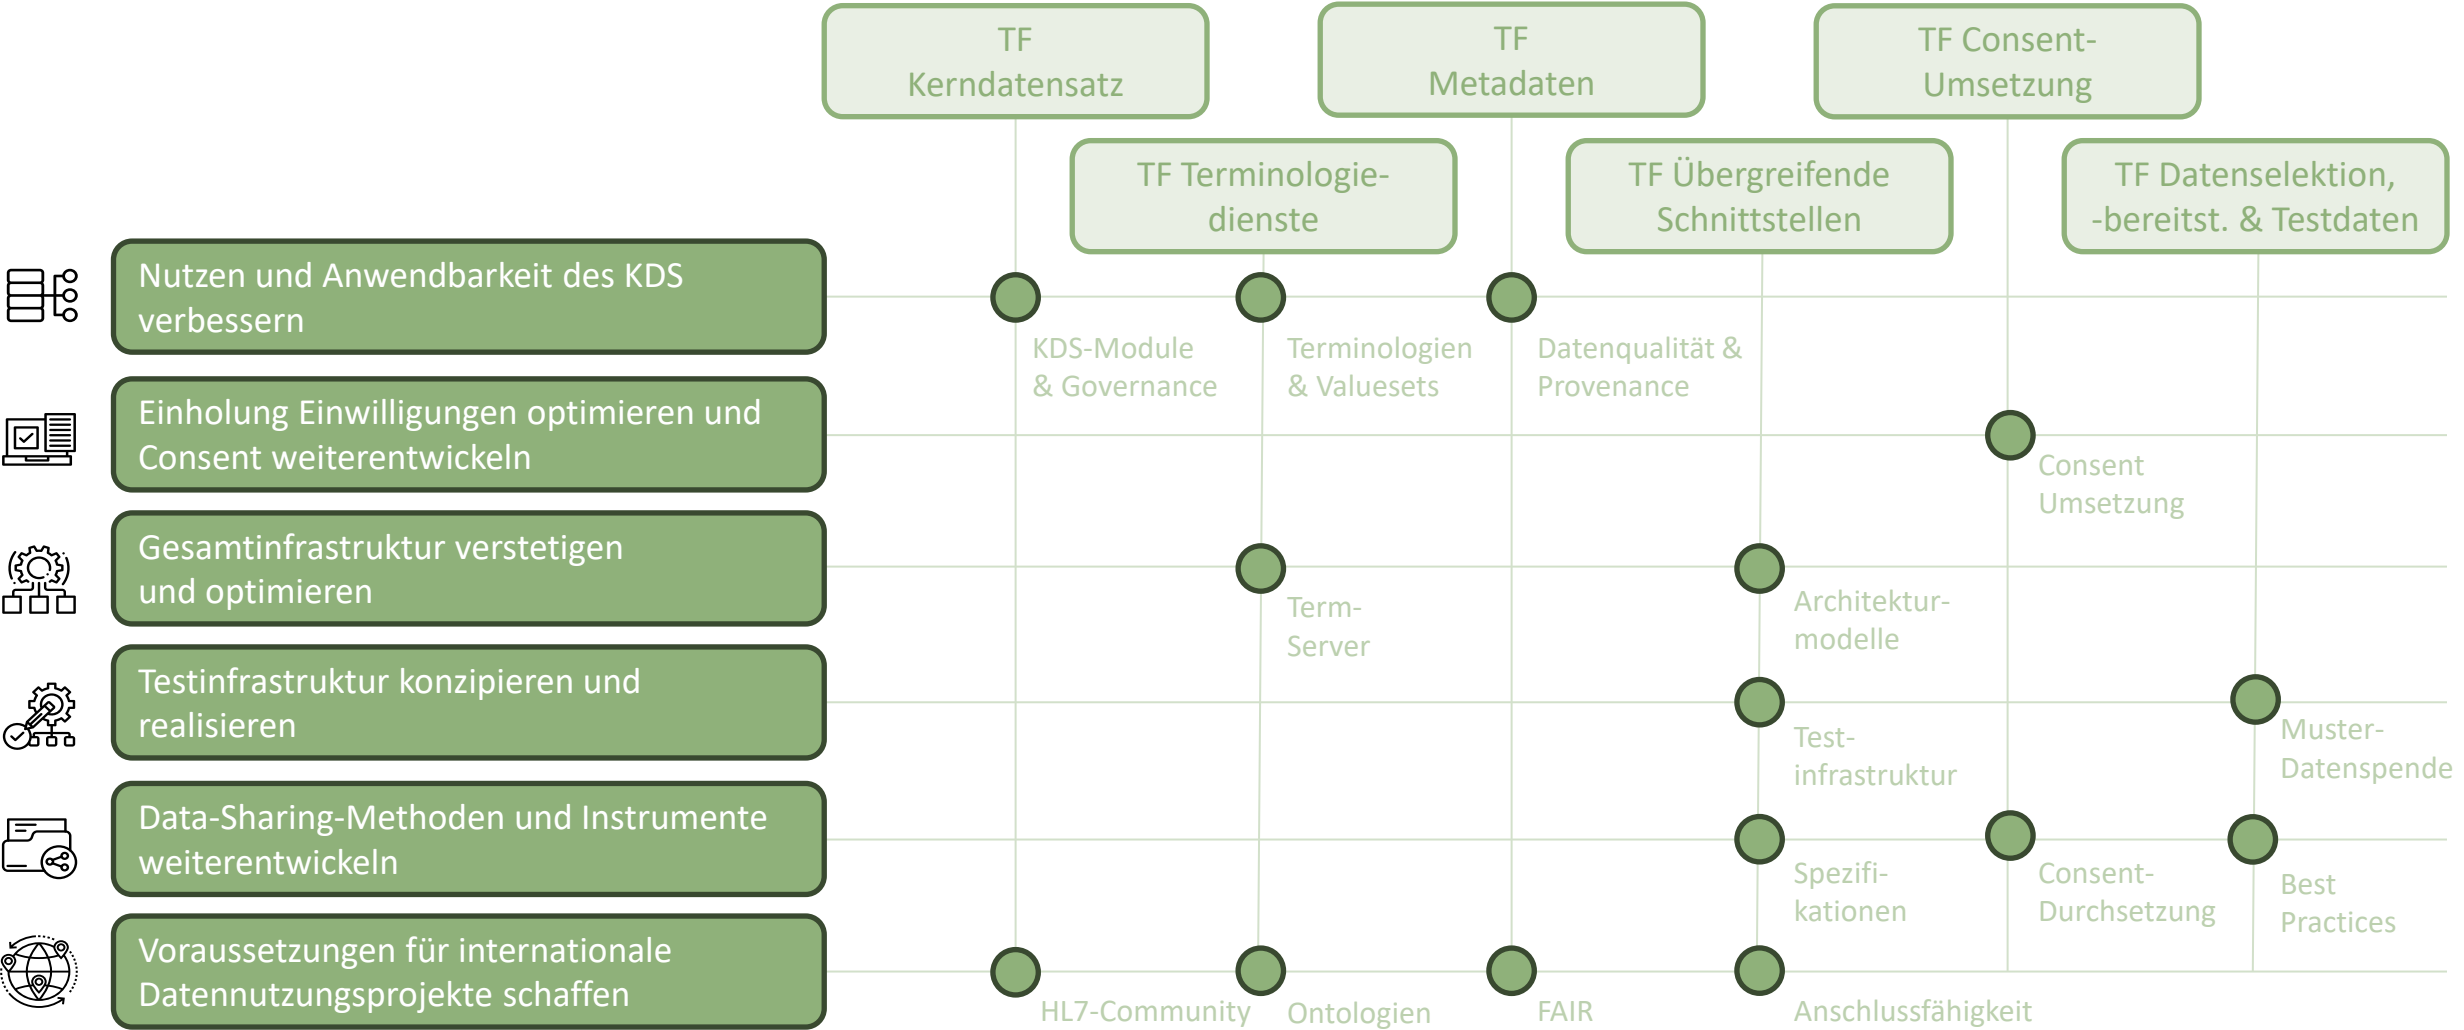 TF
Kerndatensatz
TF
Metadaten
TF Consent-
Umsetzung
TF Terminologie-
dienste
TF Übergreifende
Schnittstellen
TF Datenselektion,
-bereitst. & Testdaten
Nutzen und Anwendbarkeit des KDS
verbessern
KDS-Module
& Governance
Terminologien
& Valuesets
Datenqualität &
Provenance
Einholung Einwilligungen optimieren und
Consent weiterentwickeln
Consent
Umsetzung
Gesamtinfrastruktur verstetigen
und optimieren
Term-
Server
Architektur-
modelle
Testinfrastruktur konzipieren und
realisieren
Test-
infrastruktur
Muster-
Datenspende
Data-Sharing-Methoden und Instrumente
weiterentwickeln
Spezifi-
kationen
Consent-
Durchsetzung
Best
Practices
Voraussetzungen für internationale
Datennutzungsprojekte schaffen
HL7-Community
Ontologien
FAIR
Anschlussfähigkeit